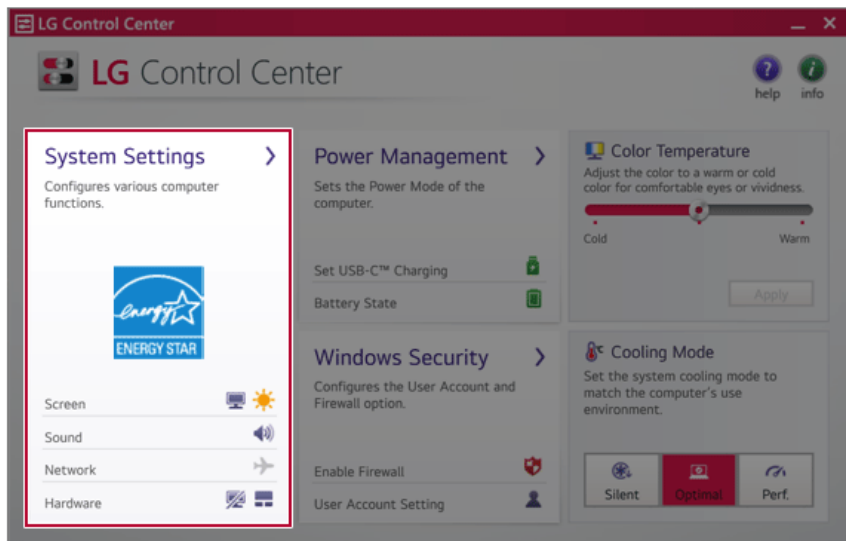 LG Control Center
LG Control Center
help
info
System Settings
Configures various computer
functions.
energy
ENERGY STAR
Screen
Sound
Network
Hardware
Power Management
Sets the Power Mode of the
computer.
Set USB-C™ Charging
Battery State
Windows Security
Configures the User Account and
Firewall option.
Enable Firewall
User Account Setting
Color Temperature
Adjust the color to a warm or cold
color for comfortable eyes or vividness.
Cold
Warm
Apply
Cooling Mode
Set the system cooling mode to
match the computer's use
environment.
Silent
Optimal
Perf.